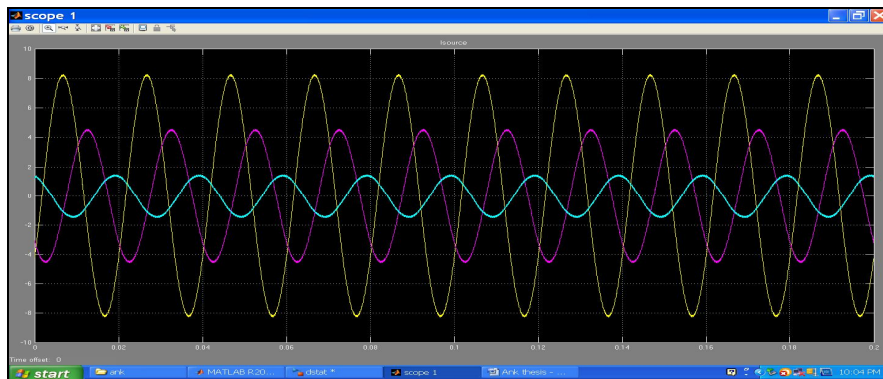 scope 1
Isource
10
8
6
4
2
0
-2
-4
-6
-8
-10
0 0.02 0.04 0.06 0.08 0.1 0.12 0.14 0.16 0.18 0.2
Time offset: 0
start ank MATLAB R20... dstat * scope 1 Ank thesis - ... 10:04 PM